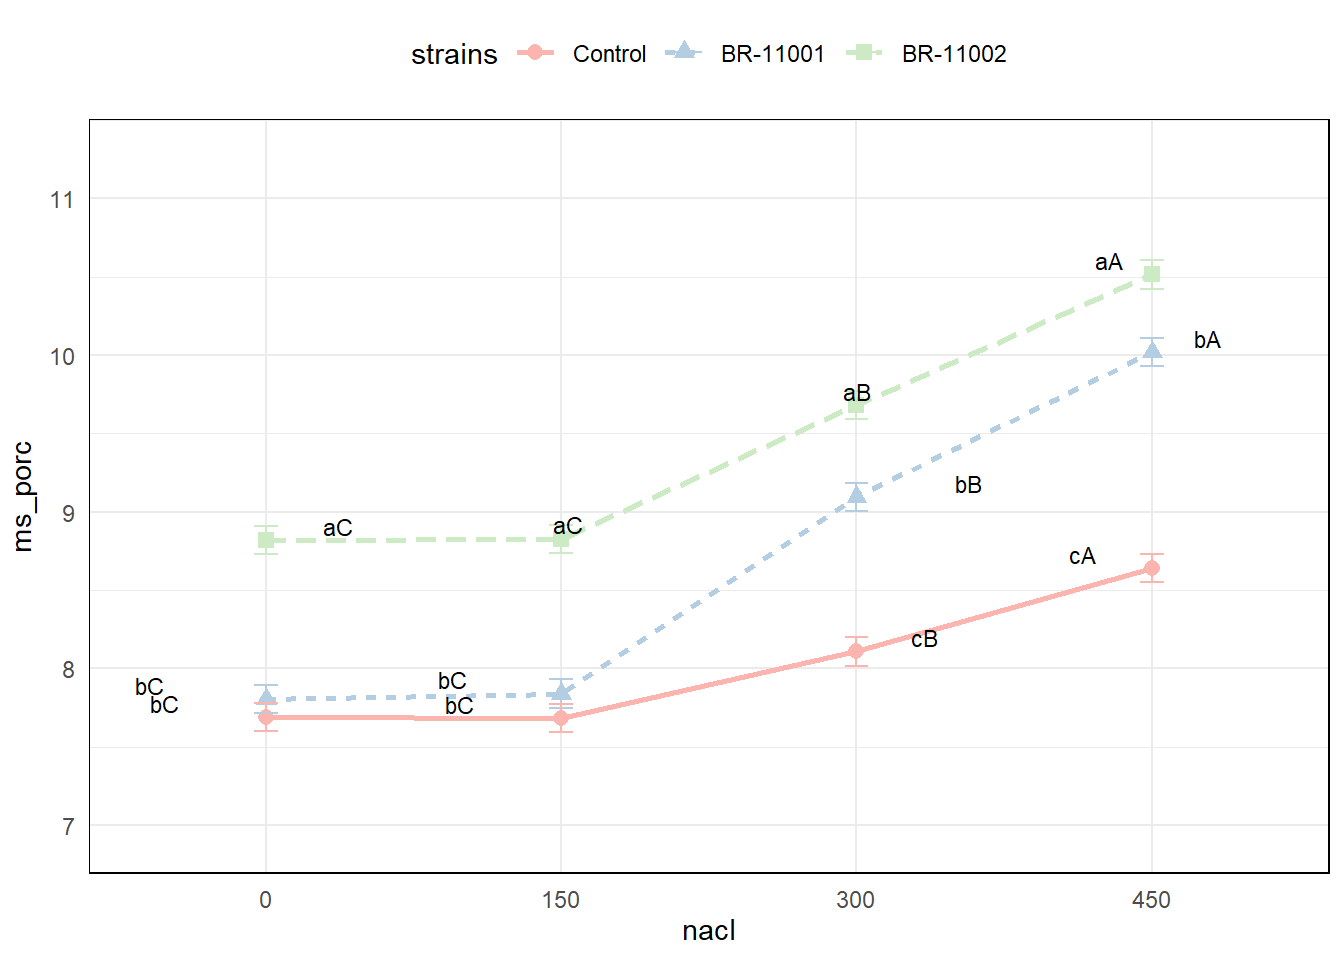 strains Control BR-11001 BR-11002
11
aA
bA
10
aB
bB
9
aC aC
cA
cB
8
bC bC
bC bC
7
0 150 300 450
nacl
ms_porc